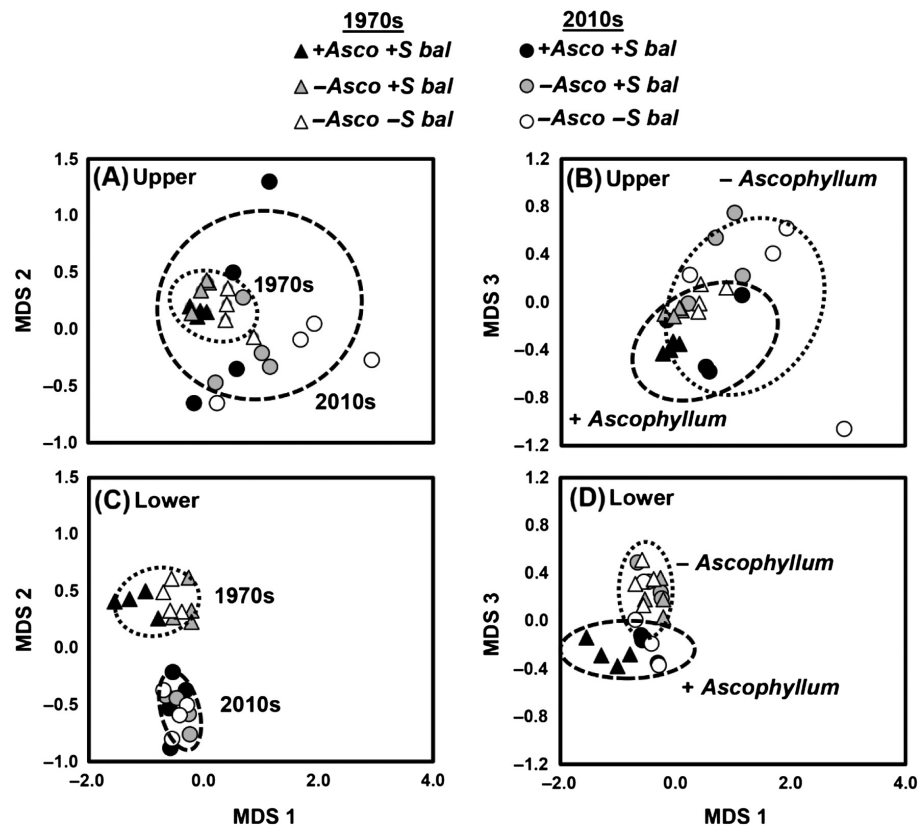 1970s 2010s
+Asco +S bal +Asco +S bal
–Asco +S bal –Asco +S bal
–Asco –S bal –Asco –S bal
(A) Upper
1.5
1.0
0.5
0.0
–0.5
–1.0
MDS 2
1970s
2010s
(B) Upper
– Ascophyllum
1.2
0.8
0.4
0.0
–0.4
–0.8
–1.2
MDS 3
+ Ascophyllum
(C) Lower
1.5
1.0
0.5
0.0
–0.5
–1.0
MDS 2
1970s
2010s
–2.0 0.0 2.0 4.0
MDS 1
(D) Lower
1.2
0.8
0.4
0.0
–0.4
–0.8
–1.2
MDS 3
– Ascophyllum
+ Ascophyllum
–2.0 0.0 2.0 4.0
MDS 1